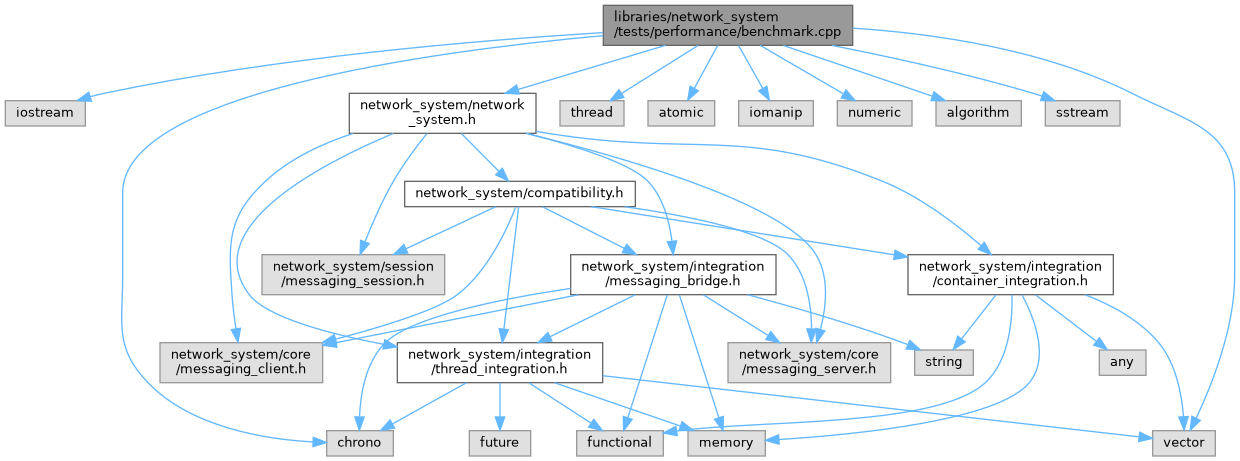 libraries/network_system
/tests/performance/benchmark.cpp
iostream
network_system/network
_system.h
thread
atomic
iomanip
numeric
algorithm
sstream
network_system/compatibility.h
network_system/session
/messaging_session.h
network_system/integration
/messaging_bridge.h
network_system/integration
/container_integration.h
network_system/core
/messaging_client.h
network_system/integration
/thread_integration.h
network_system/core
/messaging_server.h
string
any
chrono
future
functional
memory
vector